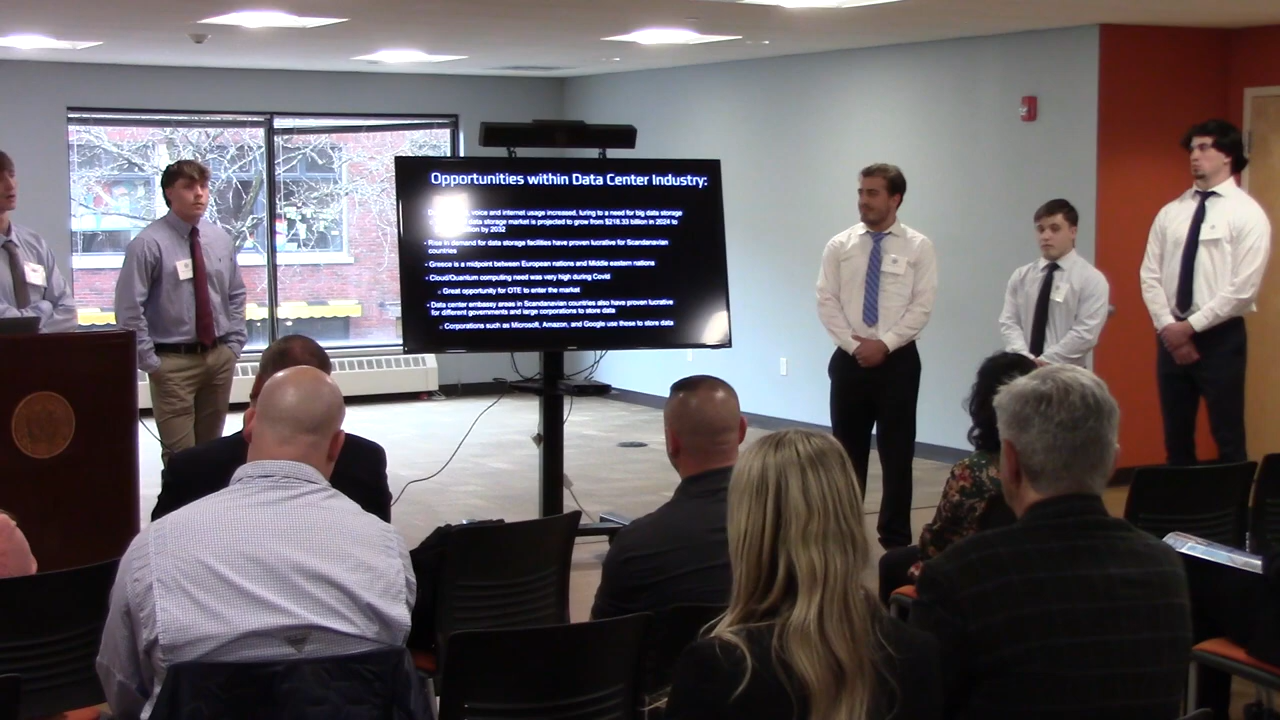 Opportunities within Data Center Industry:
voice and internet usage increased, luring to a need for big data storage
data storage market is projected to grow from $218.33 billion in 2024 to
by 2032
Rise in demand for data storage facilities have proven lucrative for Scandanavian
countries
Greece is a midpoint between European nations and Middle eastern nations
Cloud/Quantum computing need was very high during Covid
Great opportunity for OTE to enter the market
Data center embassy areas in Scandanavian countries also have proven lucrative
for different governments and large corporations to store data
Corporations such as Microsoft, Amazon, and Google use these to store data